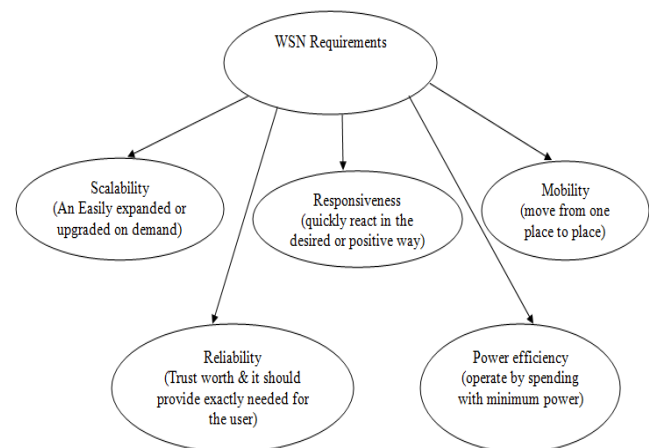 WSN Requirements
Scalability
(An Easily expanded or
upgraded on demand)
Responsiveness
(quickly react in the
desired or positive way)
Mobility
(move from one
place to place)
Reliability
(Trust worth & it should
provide exactly needed for
the user)
Power efficiency
(operate by spending
with minimum power)